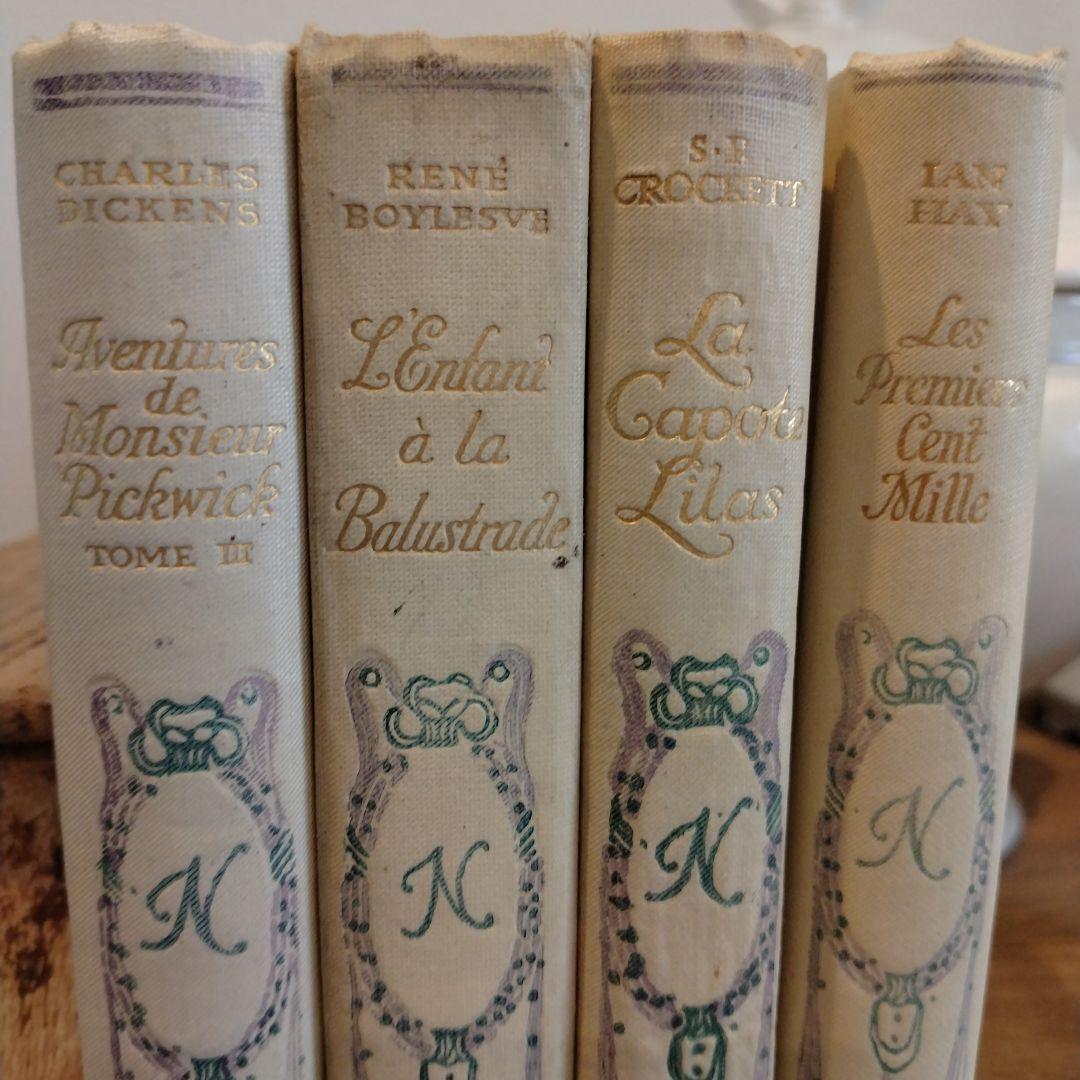 CHARLES
DICKENS
Aventures
de
Monsieur
Pickwick
TOME III
N
RENÉ
BOYLESVE
L'Enfant
à la
Balustrade
N
S. R.
CROCKETT
La
Capote
Lilas
N
IAN
HAY
Les
Premiers
Cent
Mille
N